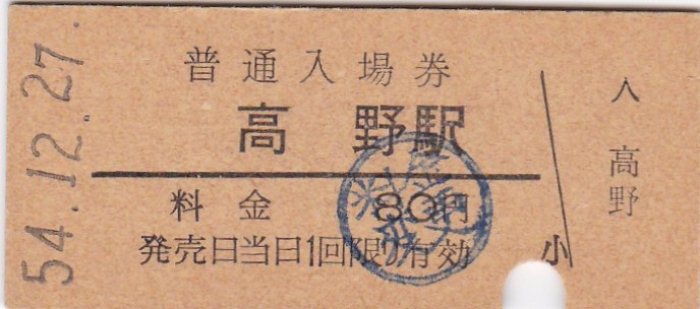 54.12.27.
普通入場券
高野駅
料金 80円
発売日当日1回限り有効
小
入
高野